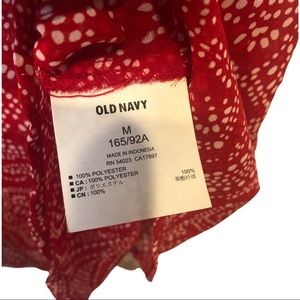 OLD NAVY
M
165/92A
MADE IN INDONESIA
RN 54023 CA17897
100% POLYESTER
CA : 100% POLYESTER
JP : ポリエステル 100%
CN : 100%